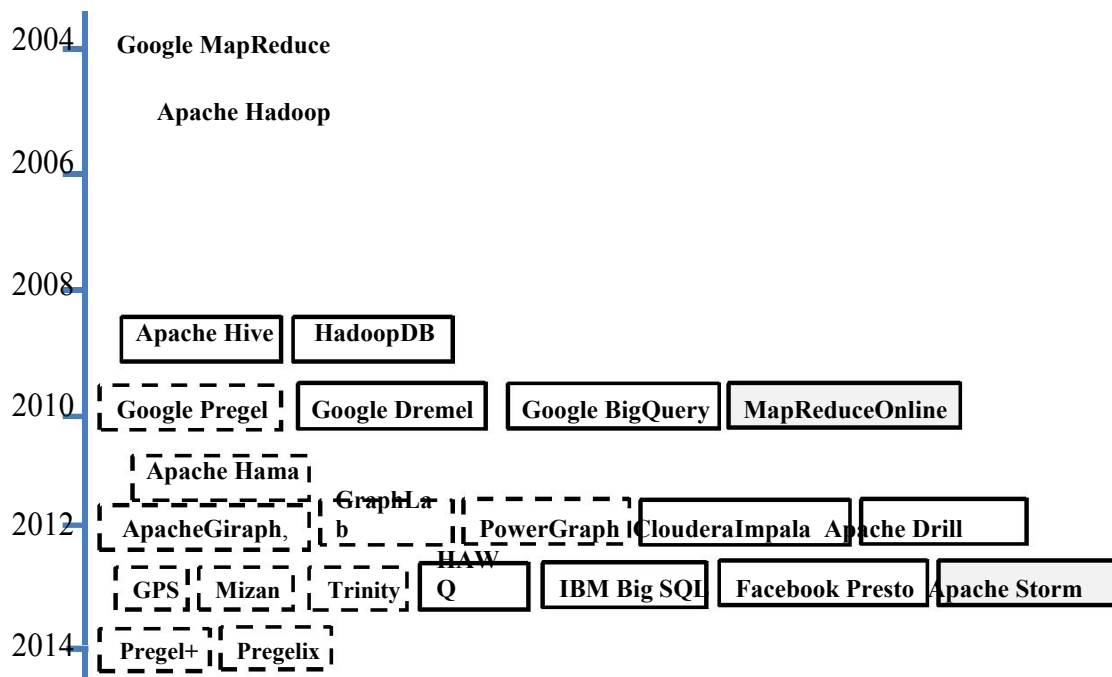 2004 Google MapReduce
Apache Hadoop
2006
2008
Apache Hive HadoopDB
2010 Google Pregel Google Dremel Google BigQuery MapReduceOnline
Apache Hama
GraphLa
b
2012 ApacheGiraph, PowerGraph ClouderaImpala Apache Drill
HAW
Q
GPS Mizan Trinity IBM Big SQL Facebook Presto Apache Storm
2014 Pregel+ Pregelix